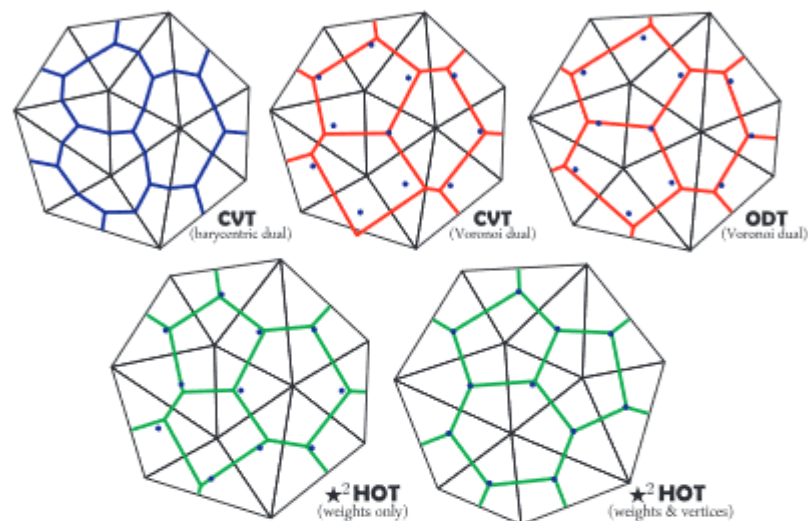 CVT
(barycentric dual)
CVT
(Voronoi dual)
ODT
(Voronoi dual)
★² HOT
(weights only)
★² HOT
(weights & vertices)